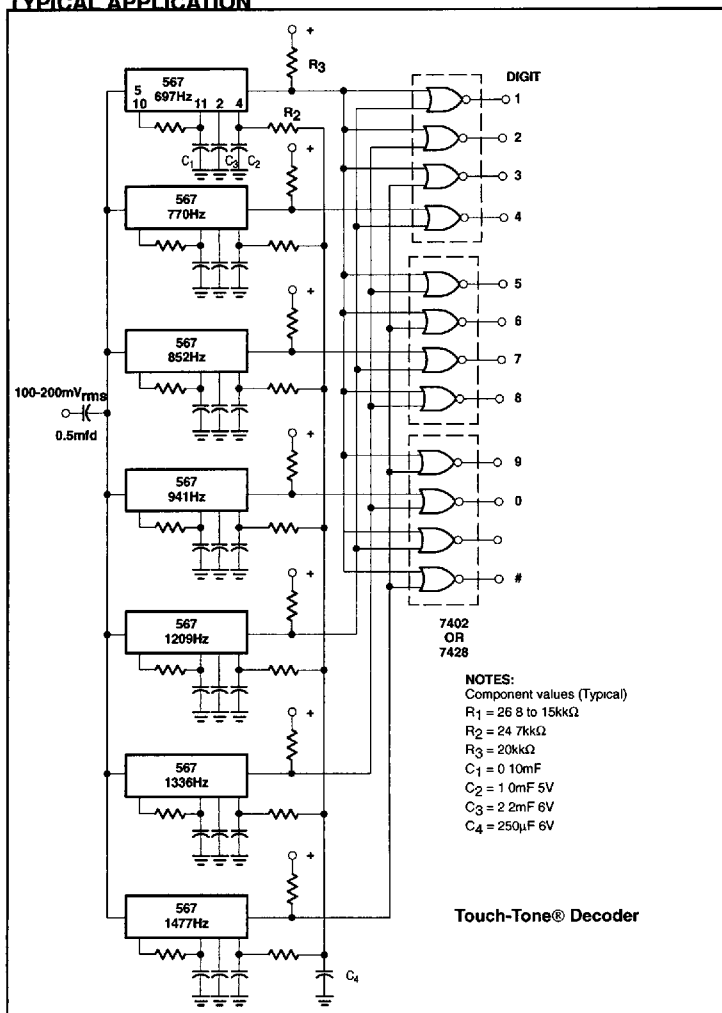 TYPICAL APPLICATION
+
R3
DIGIT
567
697Hz
5
10 11 2 4
R2
C1 C3 C2
1
2
3
4
+
567
770Hz
+
5
6
7
8
567
852Hz
100-200mVrms
0.5mfd
+
567
941Hz
9
0
#
+
567
1209Hz
7402
OR
7428
+
567
1336Hz
+
567
1477Hz
C4
NOTES:
Component values (Typical)
R1 = 26 8 to 15kkΩ
R2 = 24 7kkΩ
R3 = 20kkΩ
C1 = 0 10mF
C2 = 1 0mF 5V
C3 = 2 2mF 6V
C4 = 250µF 6V
Touch-Tone® Decoder